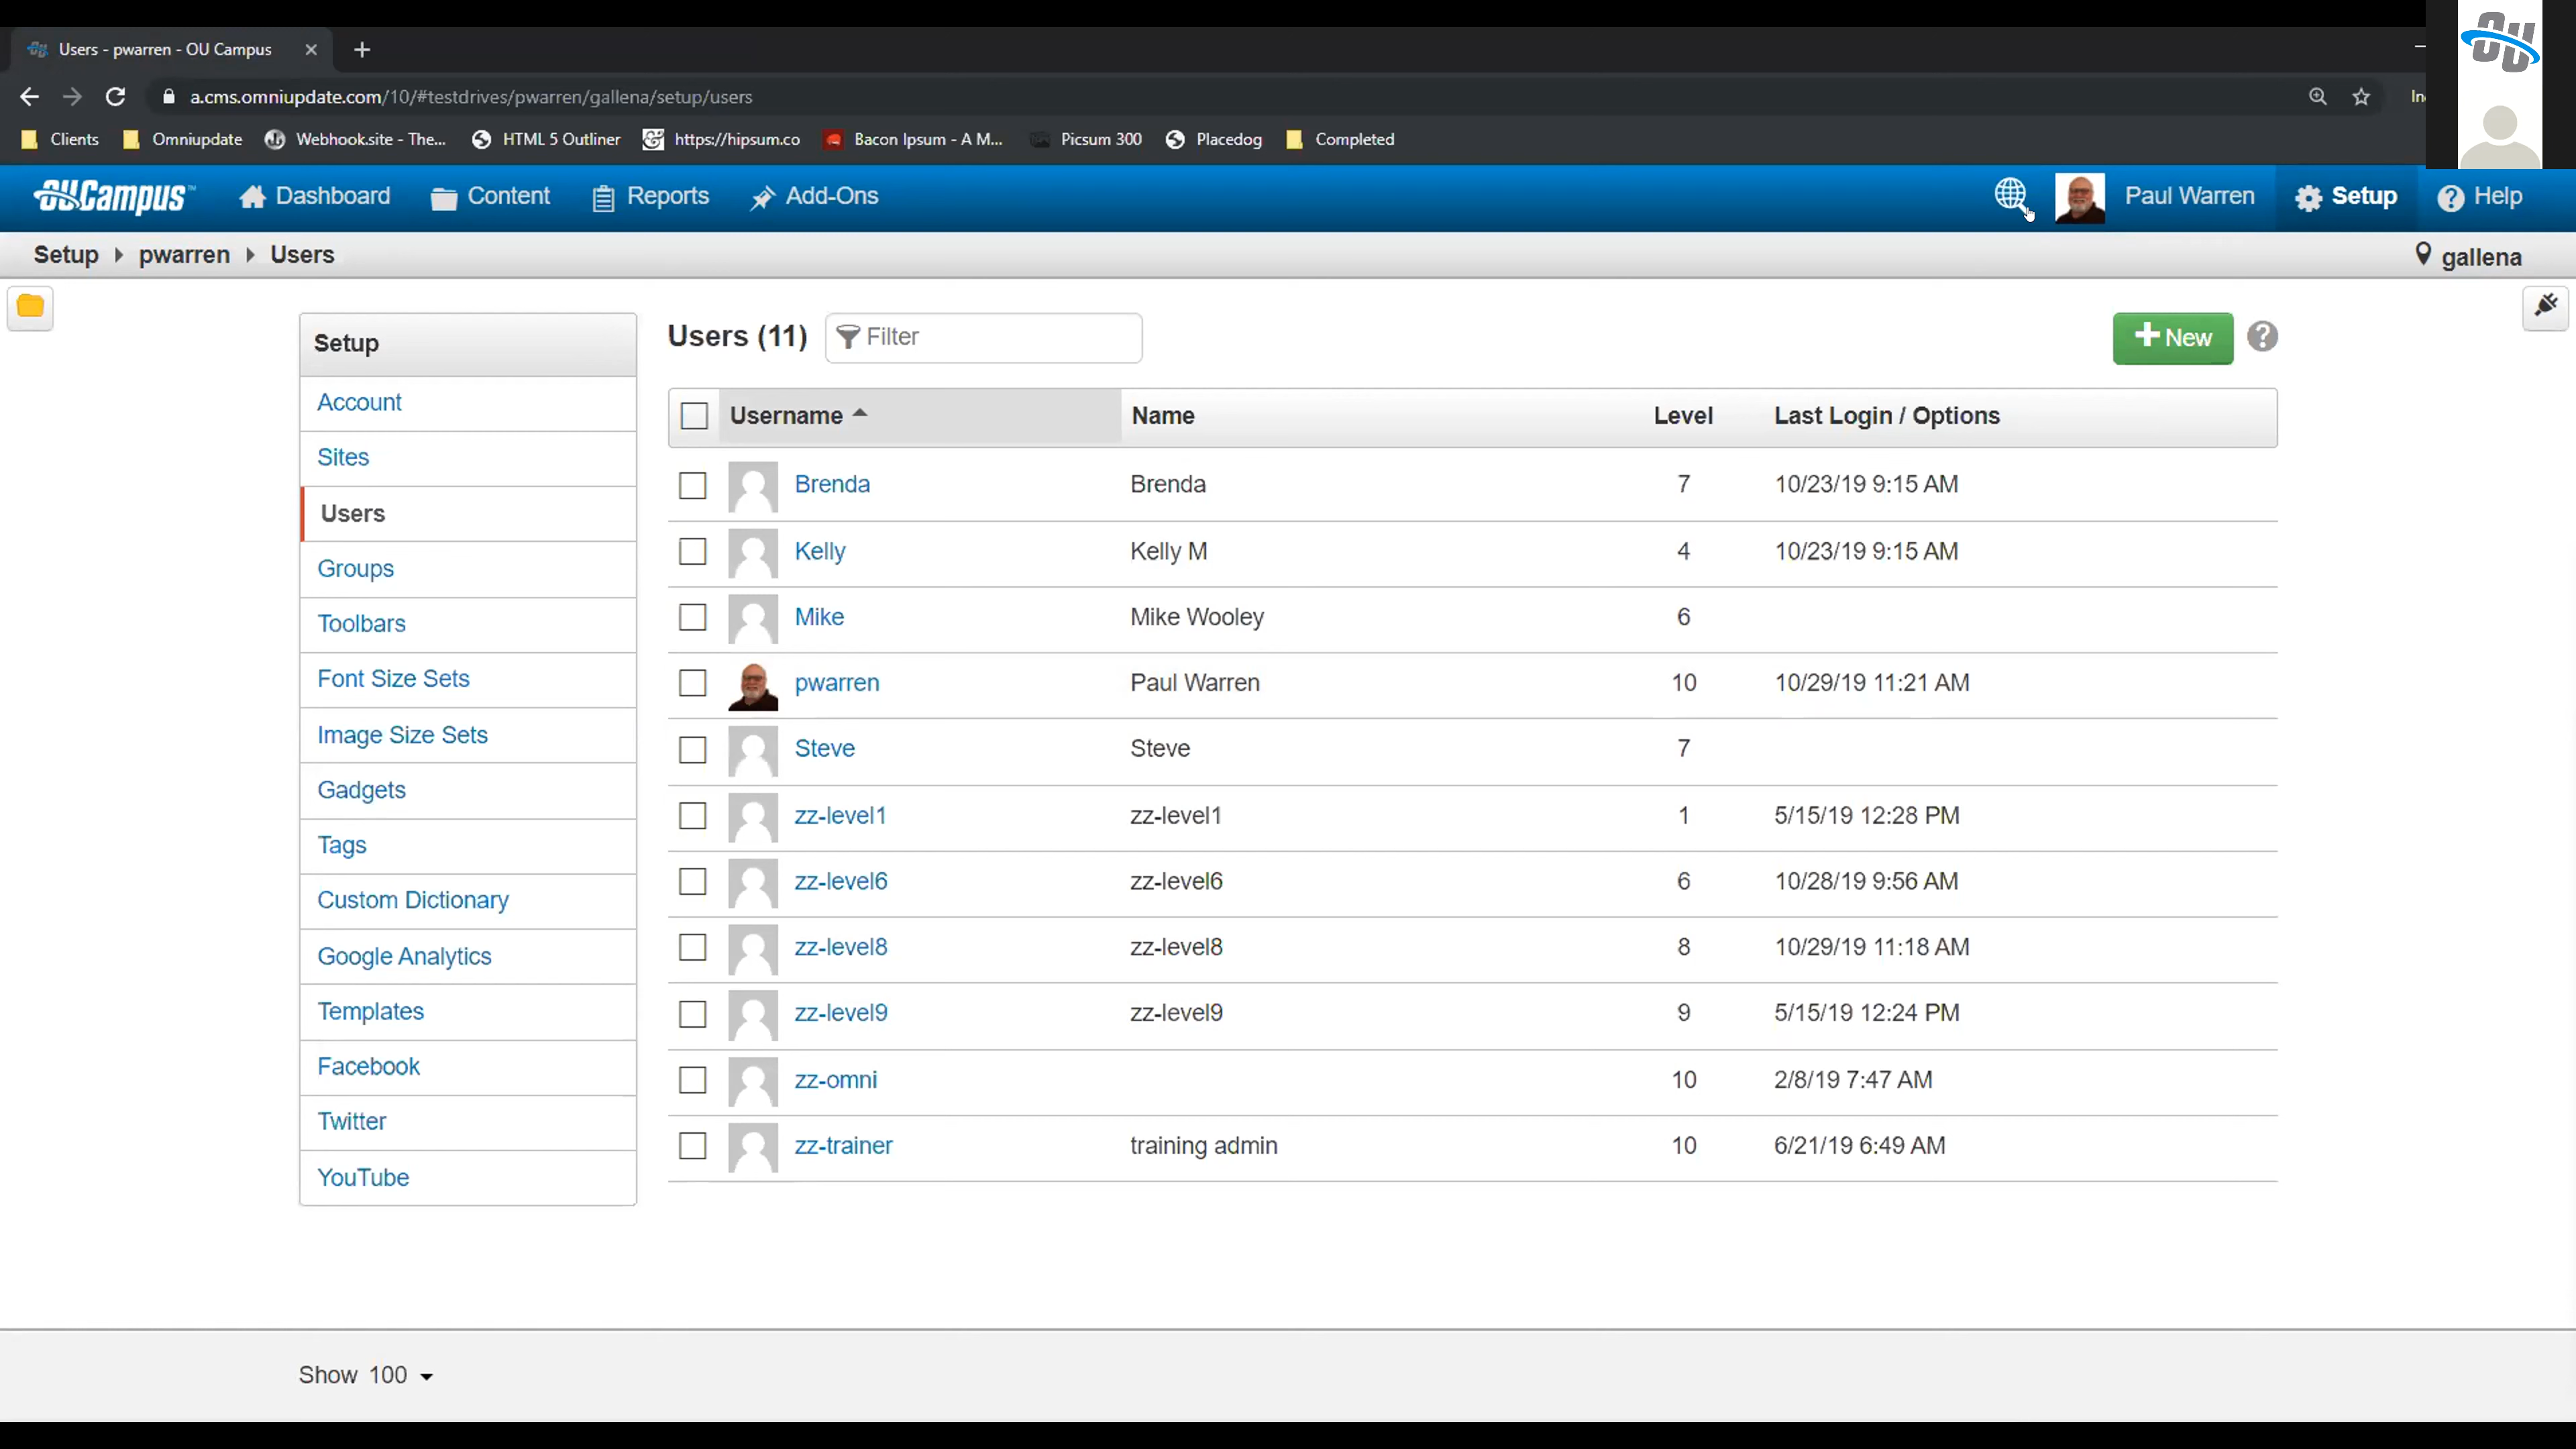 Users - pwarren - OU Campus
a.cms.omniupdate.com/10/#testdrives/pwarren/gallena/setup/users
Clients Omniupdate Webhook.site - The... HTML 5 Outliner https://hipsum.co Bacon Ipsum - A M... Picsum 300 Placedog Completed
OU
OUCampus™ Dashboard Content Reports Add-Ons Paul Warren Setup Help
Setup pwarren Users gallena
Setup
Account
Sites
Users
Groups
Toolbars
Font Size Sets
Image Size Sets
Gadgets
Tags
Custom Dictionary
Google Analytics
Templates
Facebook
Twitter
YouTube
Users (11) Filter New
Username Name Level Last Login / Options
Brenda Brenda 7 10/23/19 9:15 AM
Kelly Kelly M 4 10/23/19 9:15 AM
Mike Mike Wooley 6
pwarren Paul Warren 10 10/29/19 11:21 AM
Steve Steve 7
zz-level1 zz-level1 1 5/15/19 12:28 PM
zz-level6 zz-level6 6 10/28/19 9:56 AM
zz-level8 zz-level8 8 10/29/19 11:18 AM
zz-level9 zz-level9 9 5/15/19 12:24 PM
zz-omni 10 2/8/19 7:47 AM
zz-trainer training admin 10 6/21/19 6:49 AM
Show 100